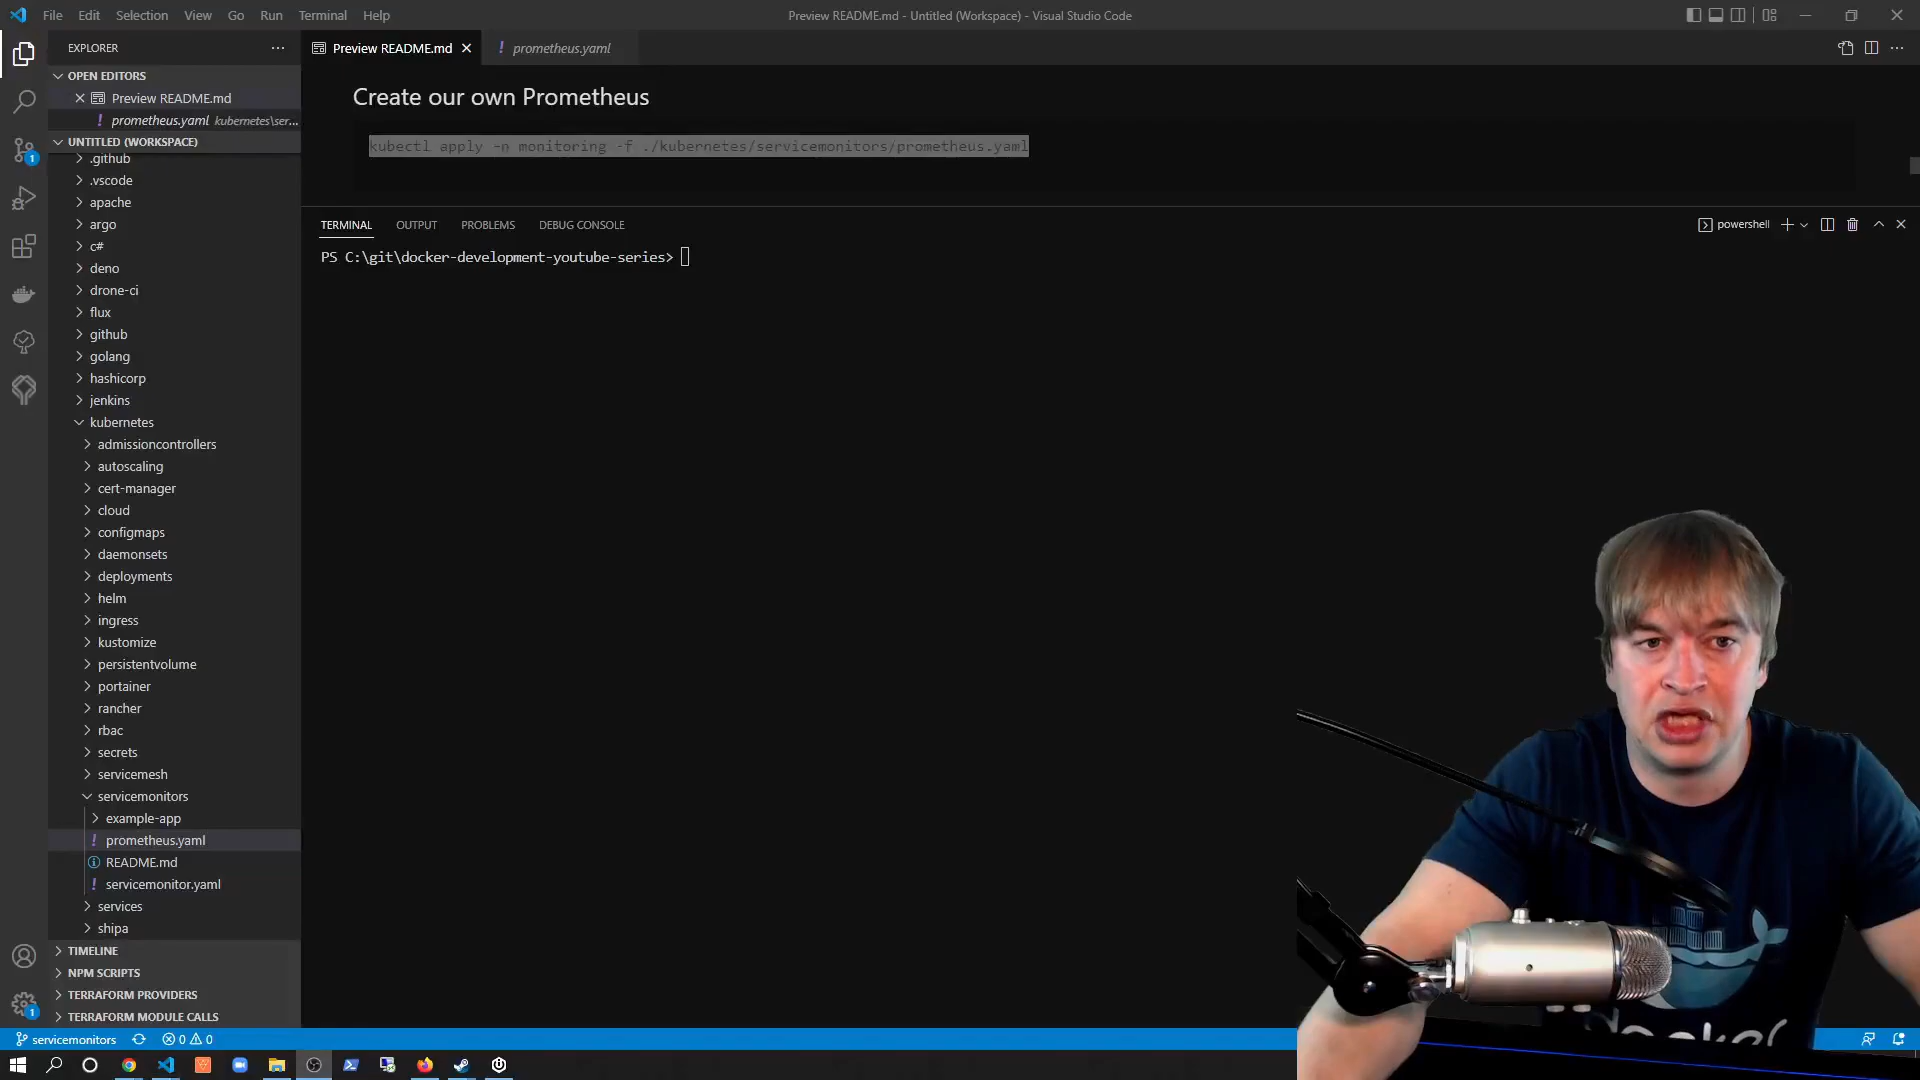 File Edit Selection View Go Run Terminal Help
Preview README.md - Untitled (Workspace) - Visual Studio Code
EXPLORER
Preview README.md
prometheus.yaml
OPEN EDITORS
Preview README.md
prometheus.yaml kubernetes\ser...
UNTITLED (WORKSPACE)
.github
.vscode
apache
argo
c#
deno
drone-ci
flux
github
golang
hashicorp
jenkins
kubernetes
admissioncontrollers
autoscaling
cert-manager
cloud
configmaps
daemonsets
deployments
helm
ingress
kustomize
persistentvolume
portainer
rancher
rbac
secrets
servicemesh
servicemonitors
example-app
prometheus.yaml
README.md
servicemonitor.yaml
services
shipa
TIMELINE
NPM SCRIPTS
TERRAFORM PROVIDERS
TERRAFORM MODULE CALLS
Create our own Prometheus
kubectl apply -n monitoring -f ./kubernetes/servicemonitors/prometheus.yaml
TERMINAL OUTPUT PROBLEMS DEBUG CONSOLE
powershell
PS C:\git\docker-development-youtube-series>
servicemonitors
0 0
1
1
docker